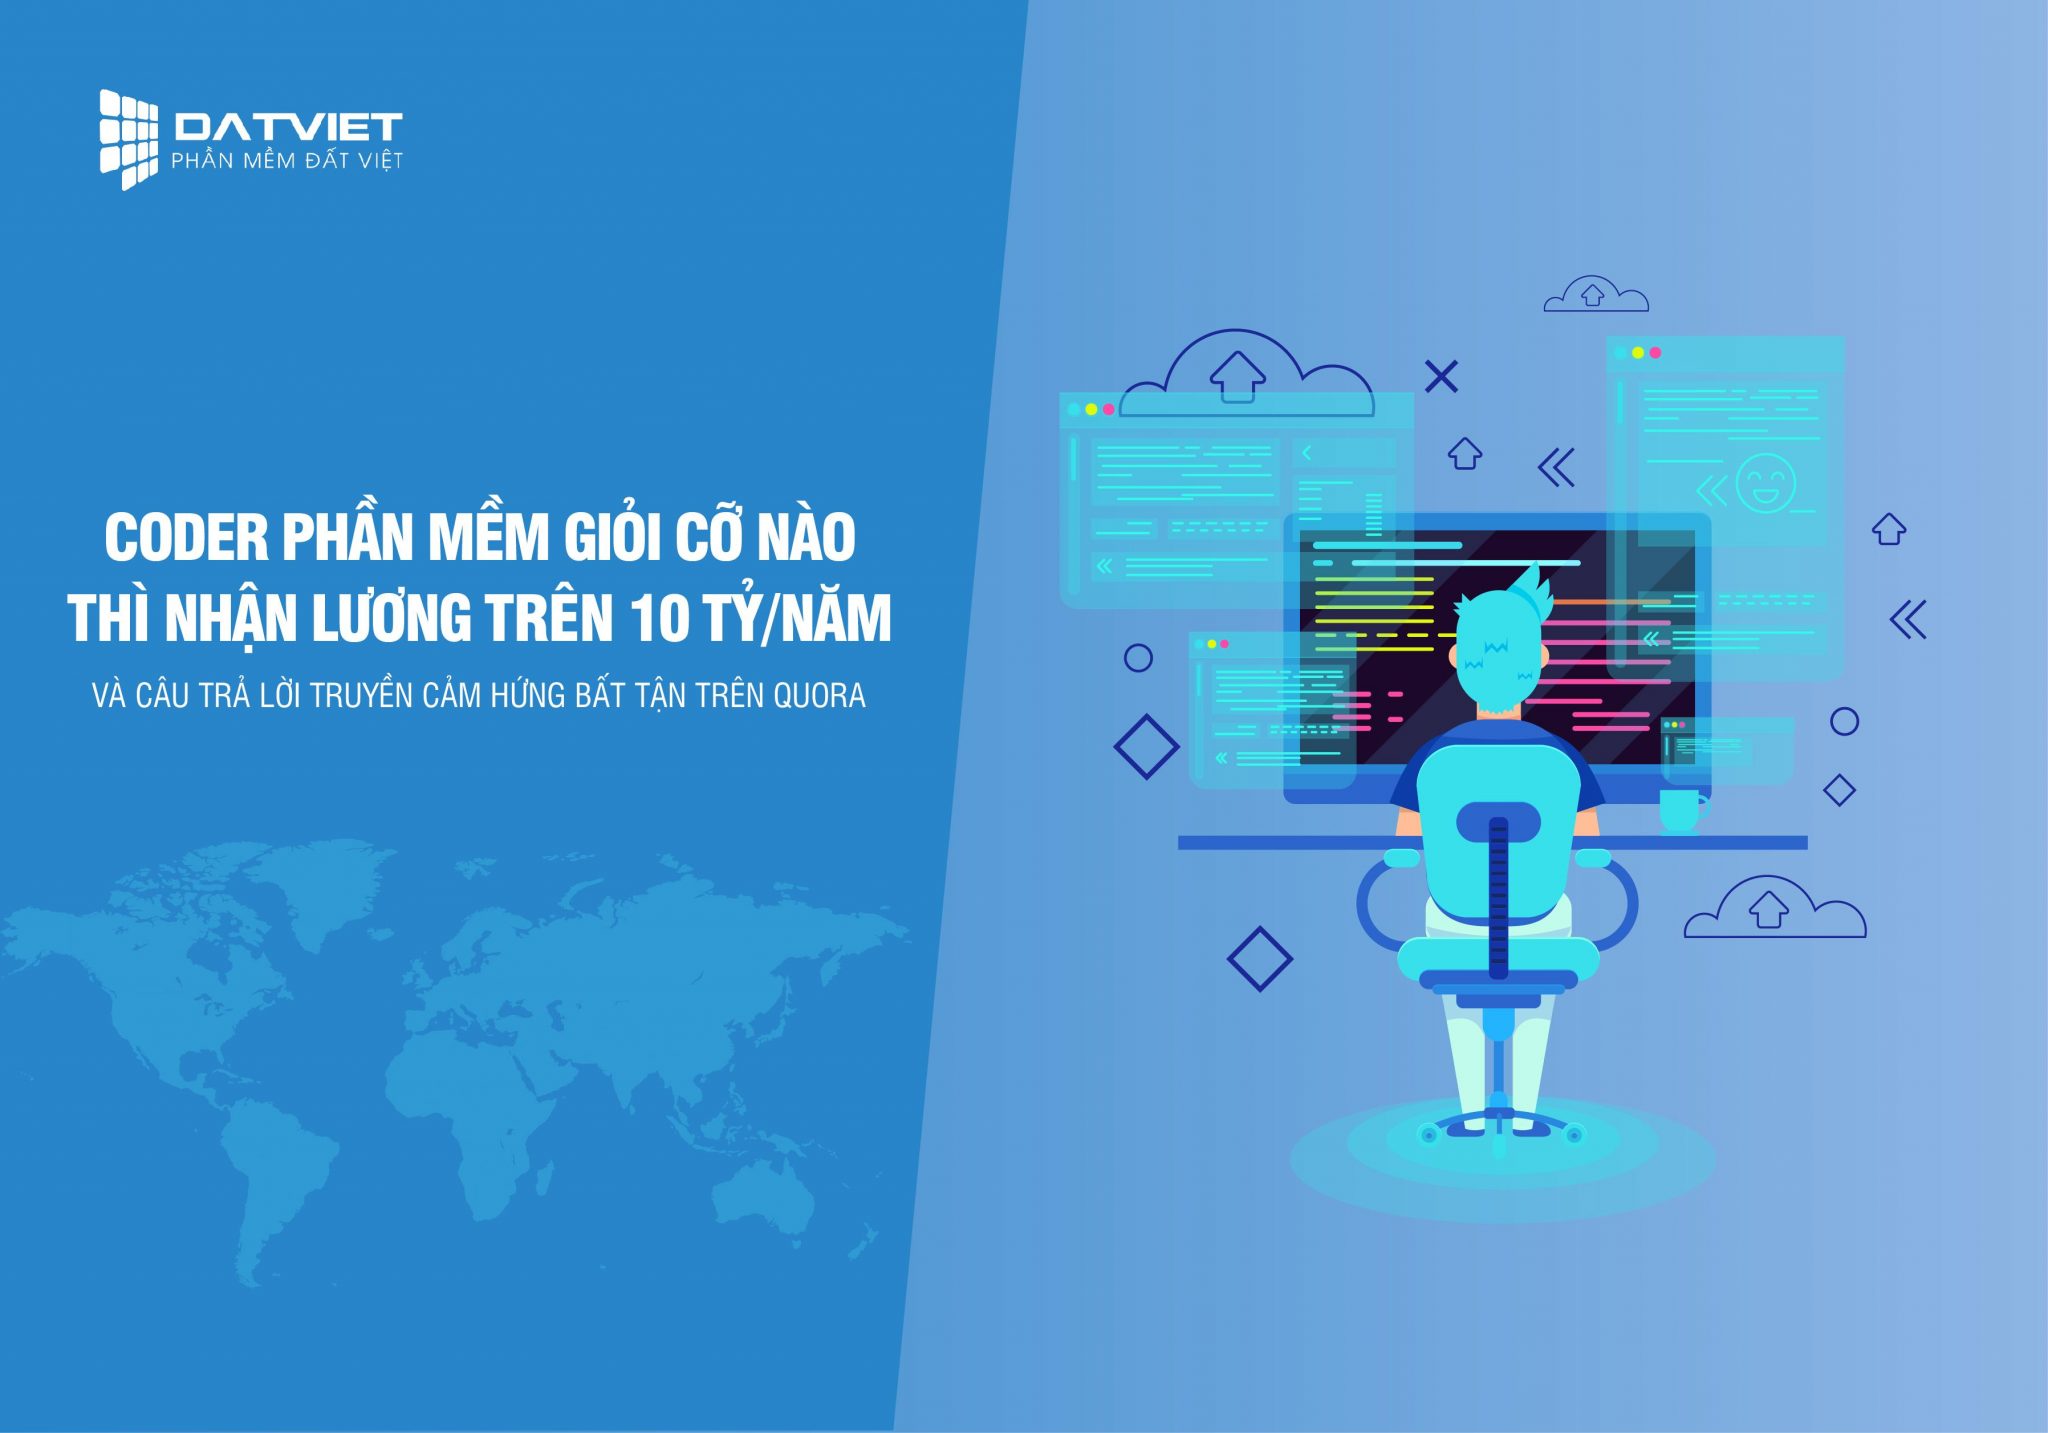 DATVIET
PHẦN MỀM ĐẤT VIỆT
CODER PHẦN MỀM GIỎI CỠ NÀO
THÌ NHẬN LƯƠNG TRÊN 10 TỶ/NĂM
VÀ CÂU TRẢ LỜI TRUYỀN CẢM HỨNG BẤT TẬN TRÊN QUORA